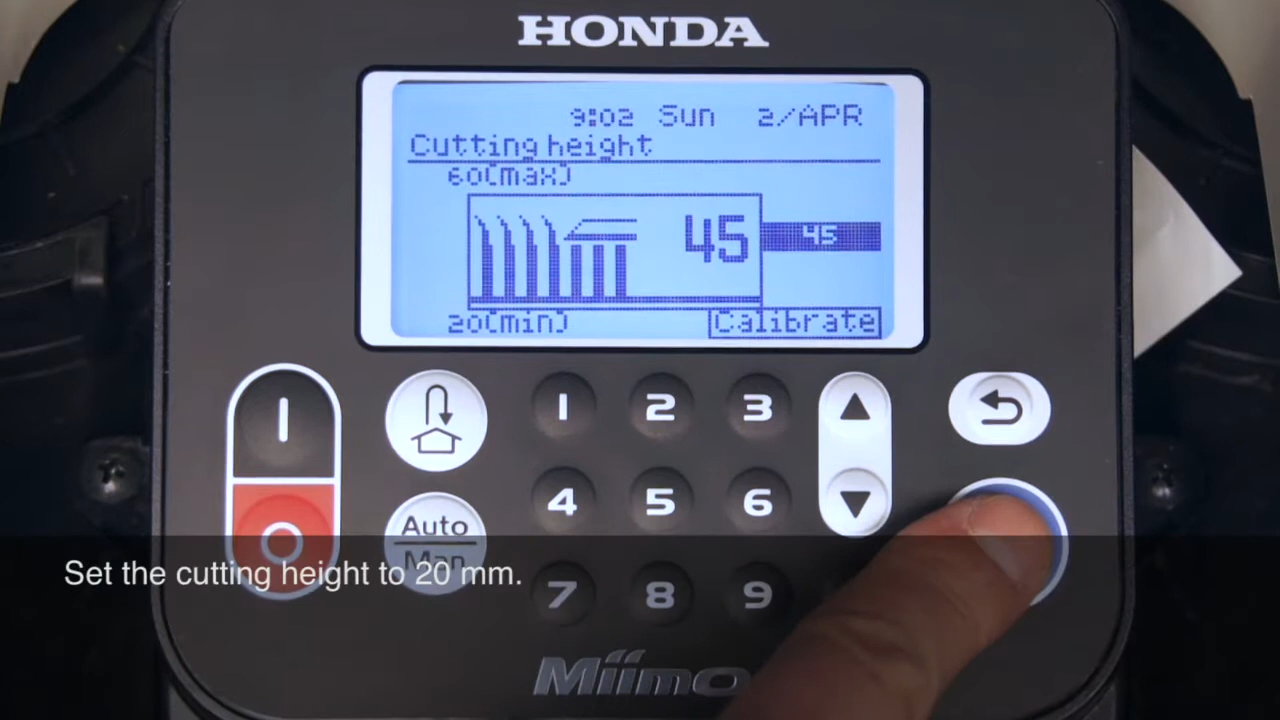 HONDA
9:02 Sun 2/APR
Cutting height
60(max)
45 45
20(min) Calibrate
1 2 3
4 5 6
Auto
Man
Set the cutting height to 20 mm.
7 8 9
Miimo